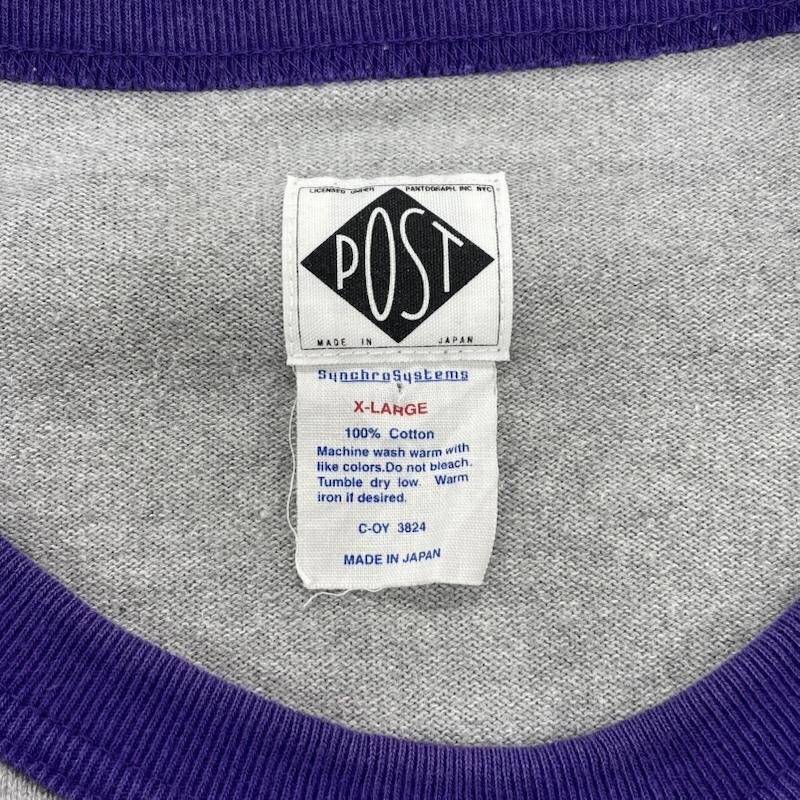 LICENSED UNDER PANTOGRAPH, INC. NYC
POST
MADE IN JAPAN
SynchroSystems
X-LARGE
100% Cotton
Machine wash warm with
like colors.Do not bleach.
Tumble dry low. Warm
iron if desired.
C-OY 3824
MADE IN JAPAN